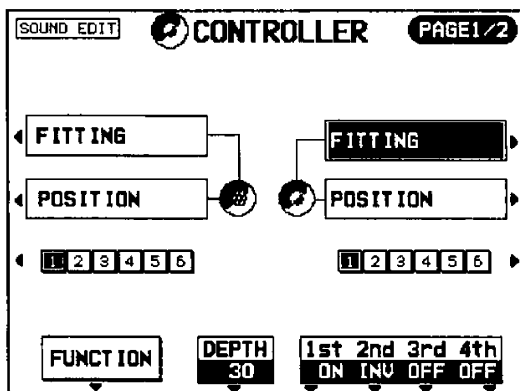 SOUND EDIT CONTROLLER PAGE1/2
FITTING FITTING
POSITION POSITION
1 2 3 4 5 6 1 2 3 4 5 6
FUNCTION DEPTH 1st 2nd 3rd 4th
30 ON INV OFF OFF